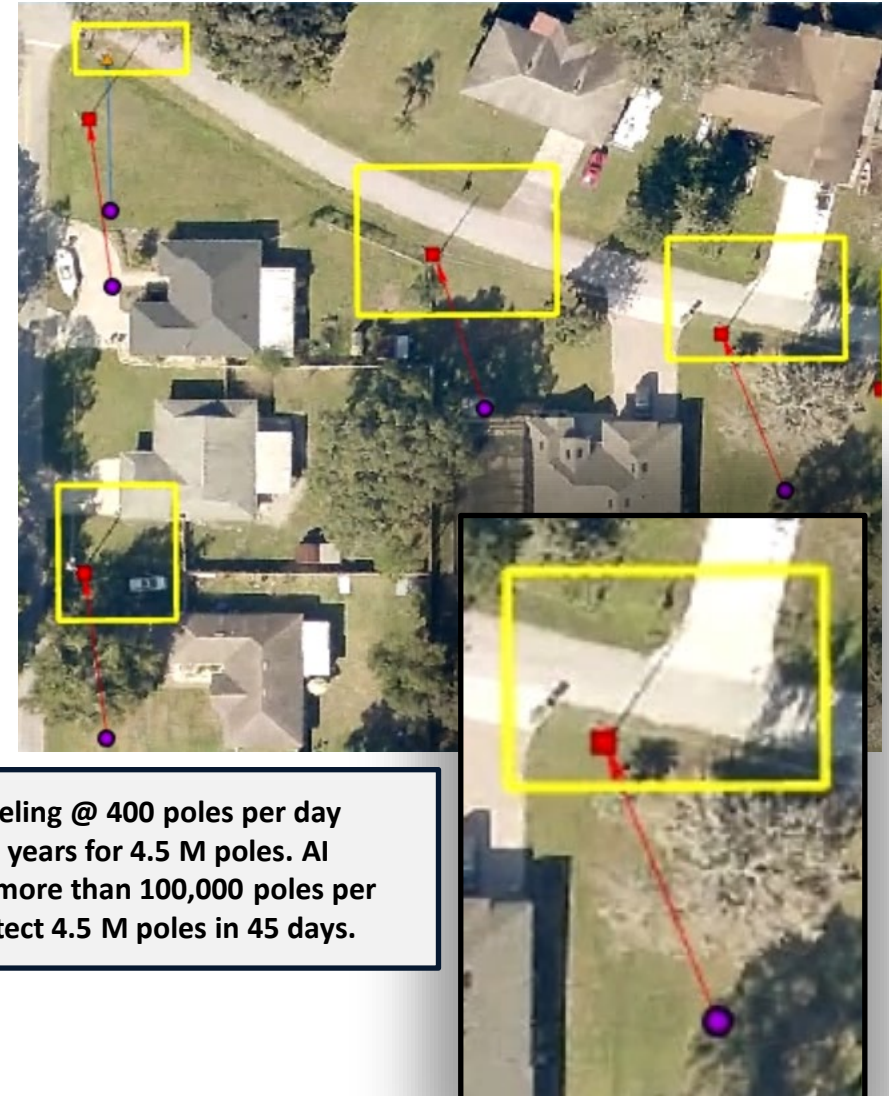 eling @ 400 poles per day
years for 4.5 M poles. AI
more than 100,000 poles per
tect 4.5 M poles in 45 days.